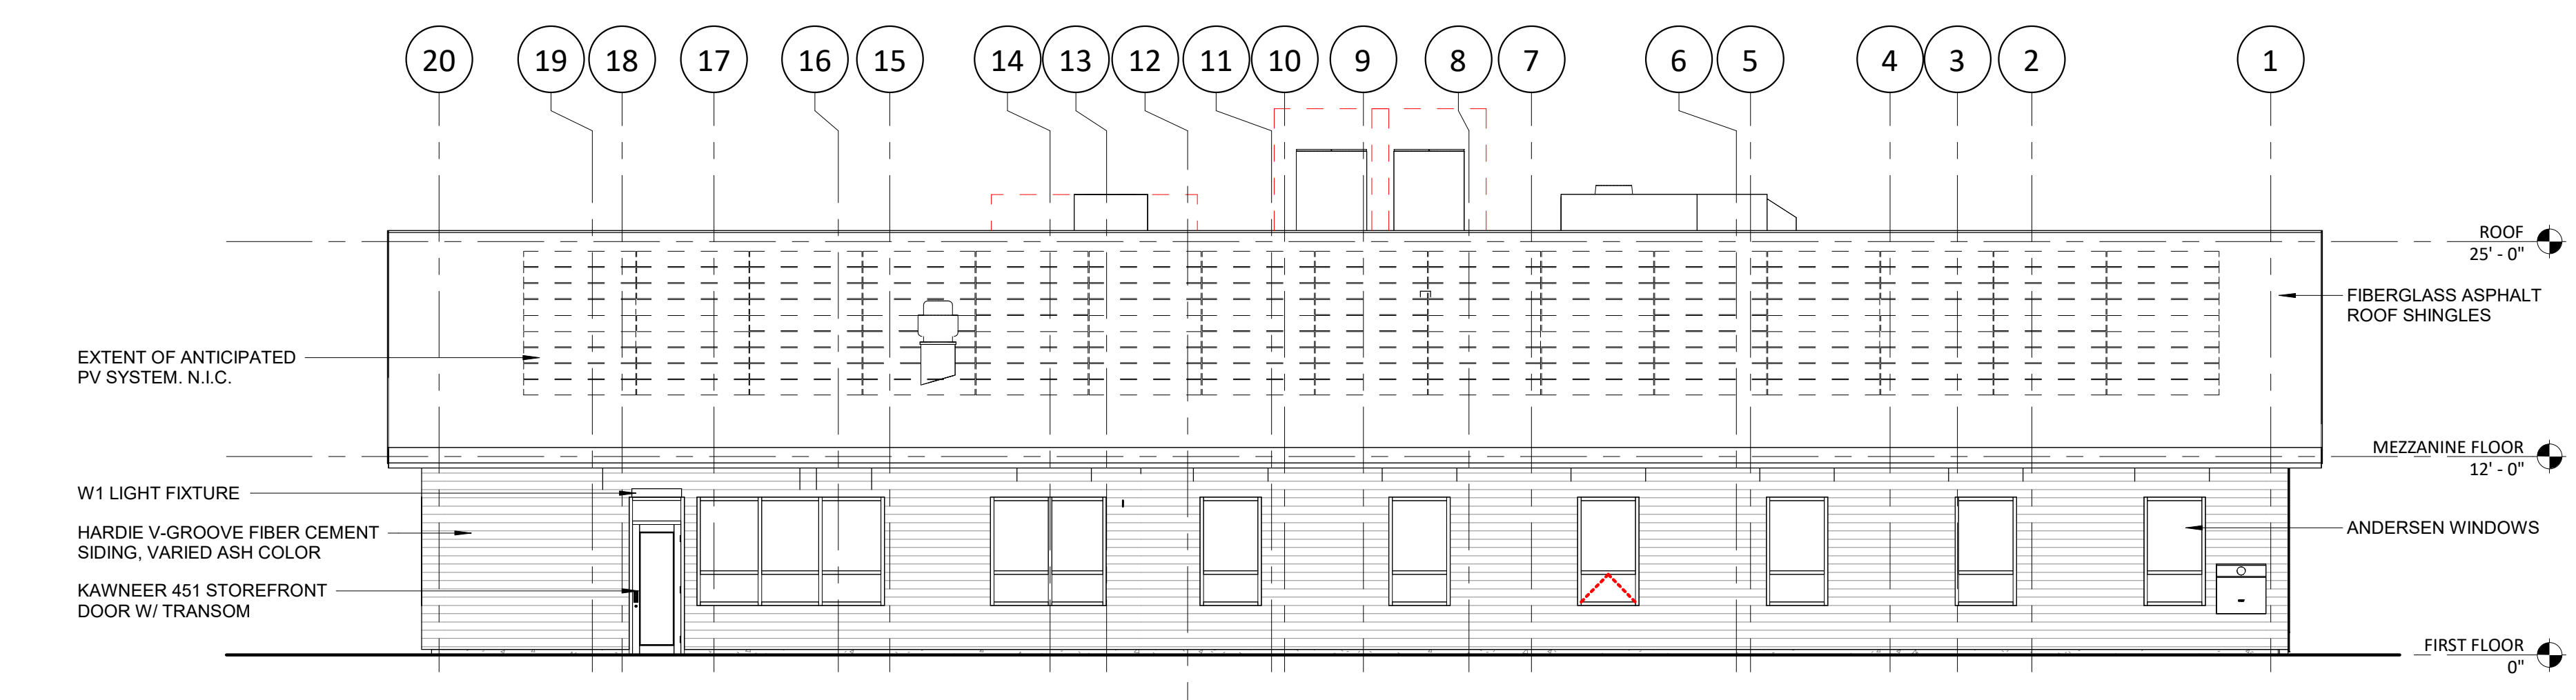 20 19 18 17 16 15 14 13 12 11 10 9 8 7 6 5 4 3 2 1
ROOF
25' - 0"
FIBERGLASS ASPHALT
ROOF SHINGLES
EXTENT OF ANTICIPATED
PV SYSTEM. N.I.C.
MEZZANINE FLOOR
12' - 0"
W1 LIGHT FIXTURE
HARDIE V-GROOVE FIBER CEMENT
SIDING, VARIED ASH COLOR
ANDERSEN WINDOWS
KAWNEER 451 STOREFRONT
DOOR W/ TRANSOM
FIRST FLOOR
0"